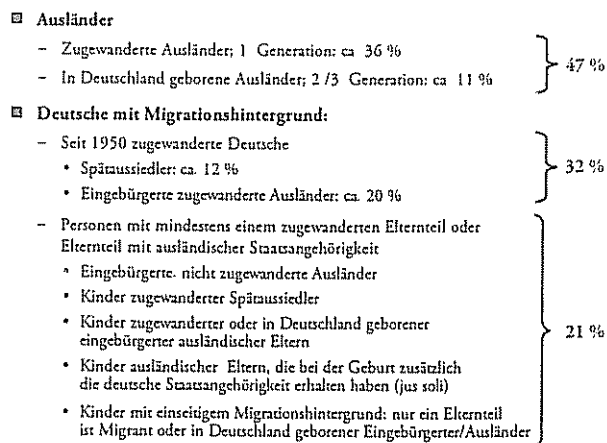 Ausländer
– Zugewanderte Ausländer; 1 Generation: ca 36 %
– In Deutschland geborene Ausländer; 2 /3 Generation: ca 11 %
47 %
Deutsche mit Migrationshintergrund:
– Seit 1950 zugewanderte Deutsche
• Spätaussiedler: ca. 12 %
• Eingebürgerte zugewanderte Ausländer: ca. 20 %
32 %
– Personen mit mindestens einem zugewanderten Elternteil oder
Elternteil mit ausländischer Staatsangehörigkeit
• Eingebürgerte. nicht zugewanderte Ausländer
• Kinder zugewanderter Spätaussiedler
• Kinder zugewanderter oder in Deutschland geborener
eingebürgerter ausländischer Eltern
• Kinder ausländischer Eltern, die bei der Geburt zusätzlich
die deutsche Staatsangehörigkeit erhalten haben (jus soli)
• Kinder mit einseitigem Migrationshintergrund: nur ein Elternteil
ist Migrant oder in Deutschland geborener Eingebürgerter/Ausländer
21 %